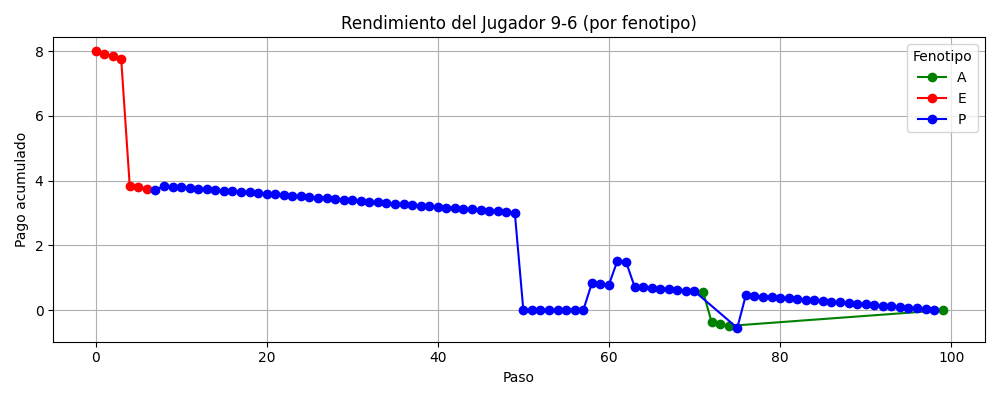 Rendimiento del Jugador 9-6 (por fenotipo)
Pago acumulado
8
6
4
2
0
0
20
40
60
80
100
Paso
Fenotipo
A
E
P